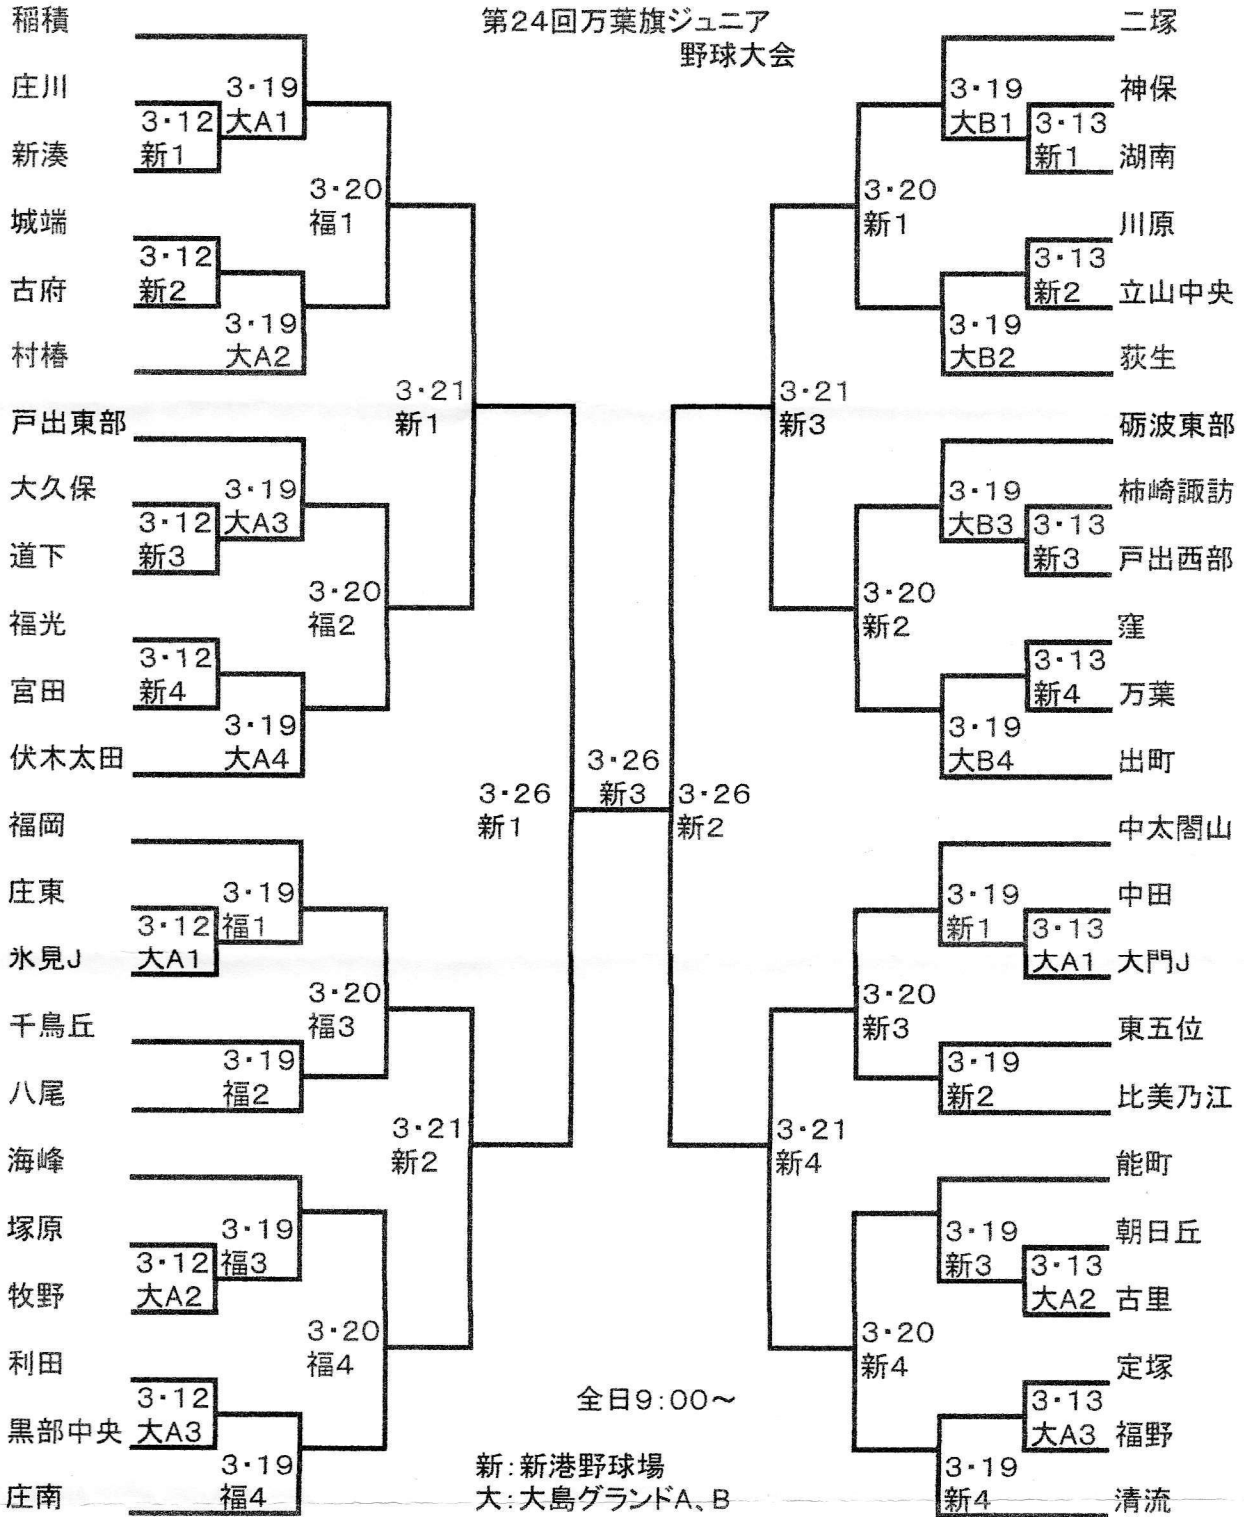 第24回万葉旗ジュニア
野球大会
稲積
庄川
新湊
城端
古府
村椿
戸出東部
大久保
道下
福光
宮田
伏木太田
福岡
庄東
氷見J
千鳥丘
八尾
海峰
塚原
牧野
利田
黒部中央
庄南
3・12
新1
3・12
新2
3・12
新3
3・12
新4
3・12
大A1
3・12
大A2
3・12
大A3
3・19
大A1
3・19
大A2
3・19
大A3
3・19
大A4
3・19
福1
3・19
福2
3・19
福3
3・19
福4
3・20
福1
3・20
福2
3・20
福3
3・20
福4
3・21
新1
3・21
新2
3・26
新1
3・26
新3
3・26
新2
3・21
新3
3・21
新4
3・20
新1
3・20
新2
3・20
新3
3・20
新4
3・19
大B1
3・19
大B2
3・19
大B3
3・19
大B4
3・19
新1
3・19
新2
3・19
新3
3・19
新4
3・13
新1
3・13
新2
3・13
新3
3・13
新4
3・13
大A1
3・13
大A2
3・13
大A3
二塚
神保
湖南
川原
立山中央
荻生
砺波東部
柿崎諏訪
戸出西部
窪
万葉
出町
中太閤山
中田
大門J
東五位
比美乃江
能町
朝日丘
古里
定塚
福野
清流
全日9:00～
新:新港野球場
大:大島グランドA、B